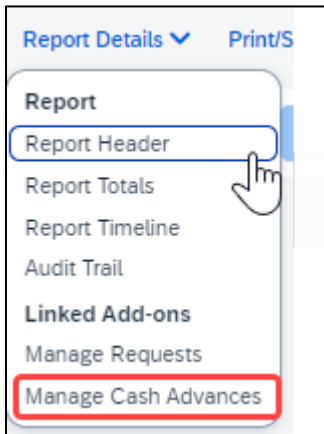 Report Details Print/S
Report
Report Header
Report Totals
Report Timeline
Audit Trail
Linked Add-ons
Manage Requests
Manage Cash Advances